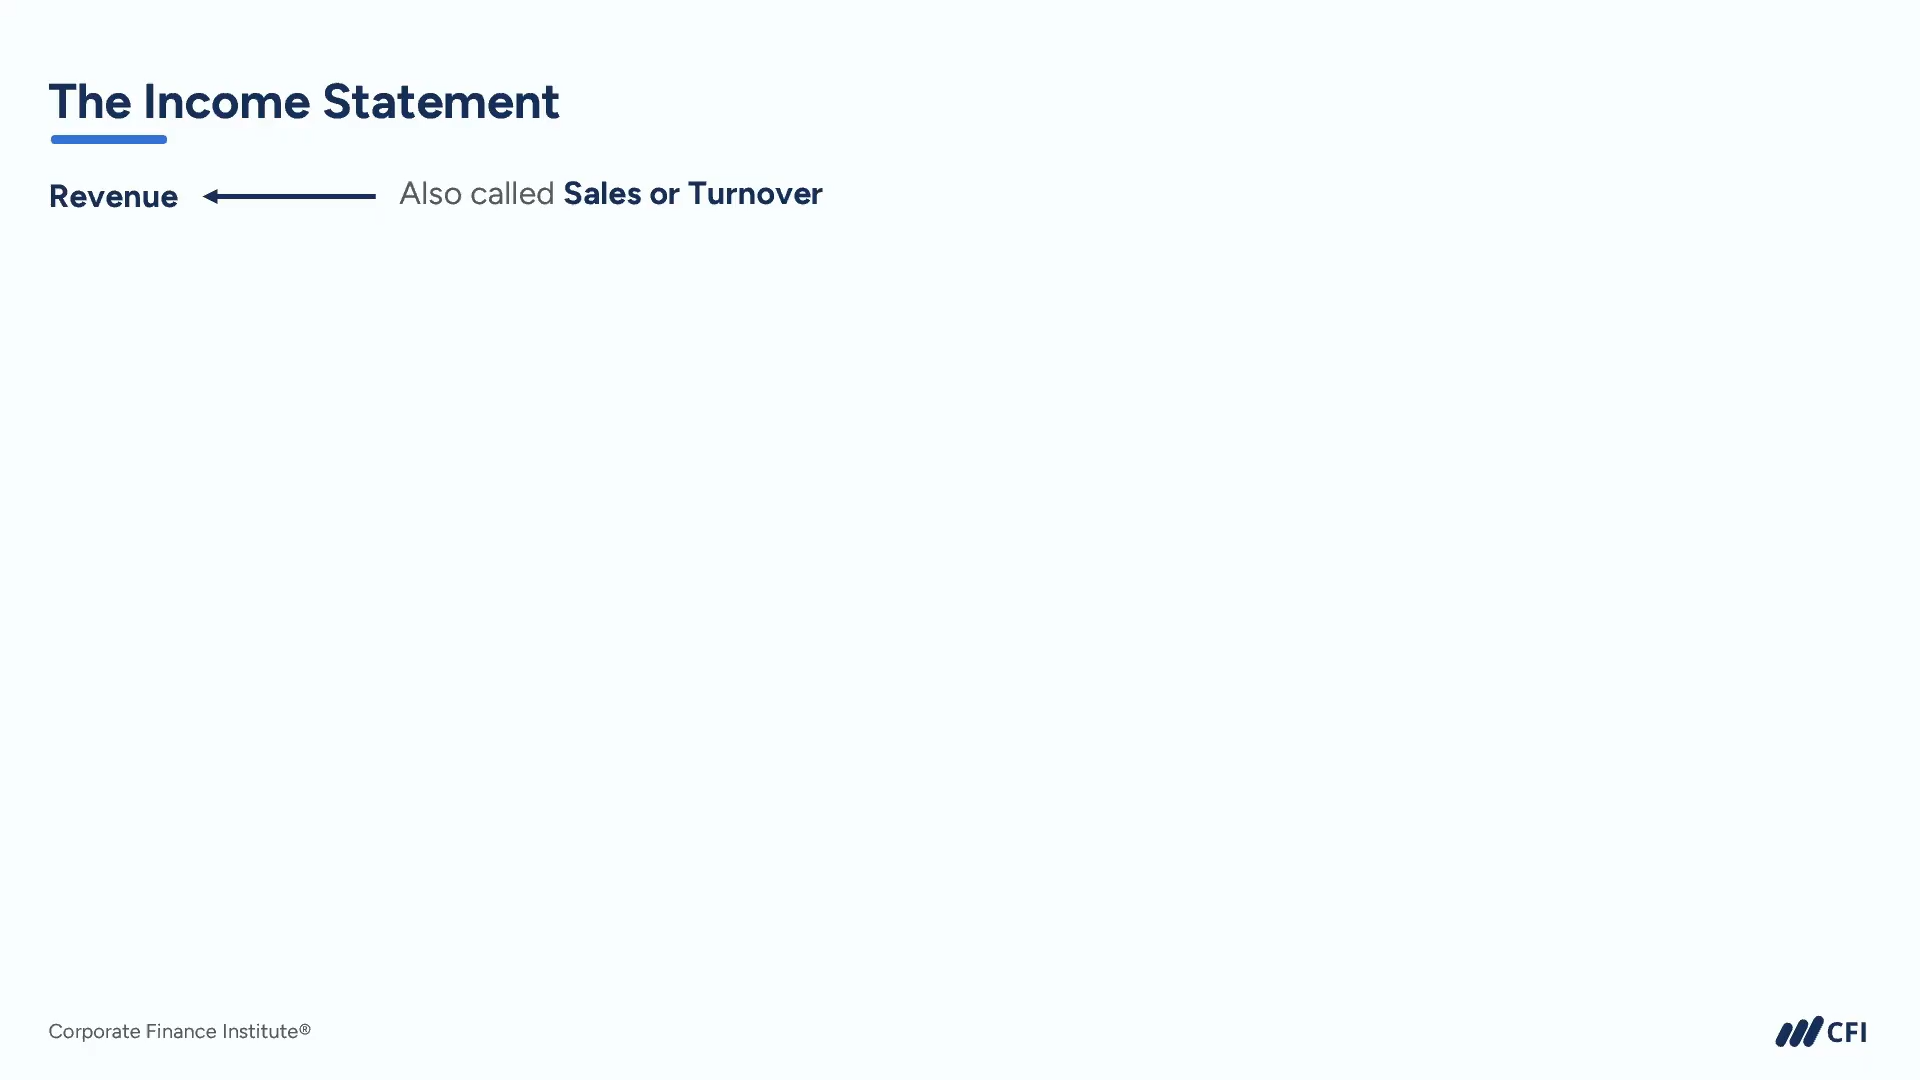 The Income Statement
Revenue Also called Sales or Turnover
Corporate Finance Institute®
CFI